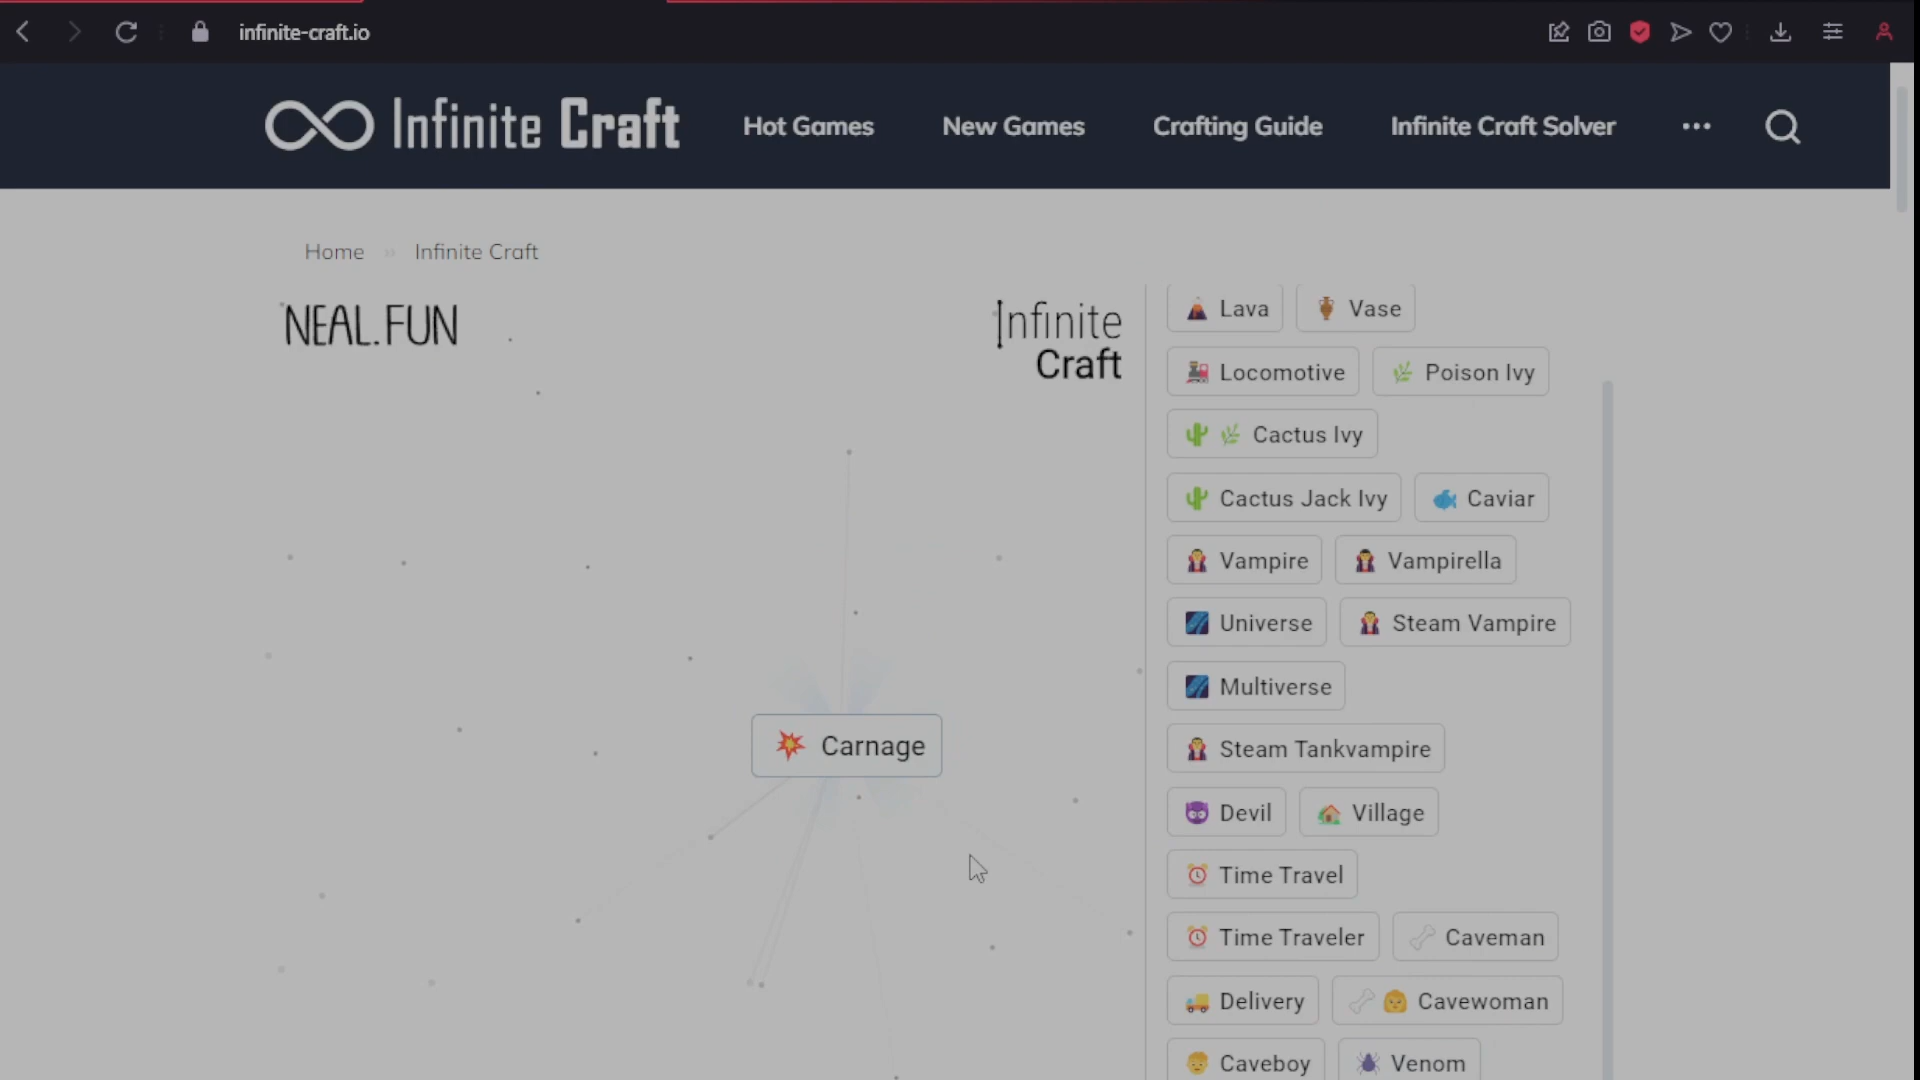 infinite-craft.io
Infinite Craft
Hot Games
New Games
Crafting Guide
Infinite Craft Solver
Home » Infinite Craft
NEAL.FUN
Infinite
Craft
Carnage
Lava
Vase
Locomotive
Poison Ivy
Cactus Ivy
Cactus Jack Ivy
Caviar
Vampire
Vampirella
Universe
Steam Vampire
Multiverse
Steam Tankvampire
Devil
Village
Time Travel
Time Traveler
Caveman
Delivery
Cavewoman
Caveboy
Venom